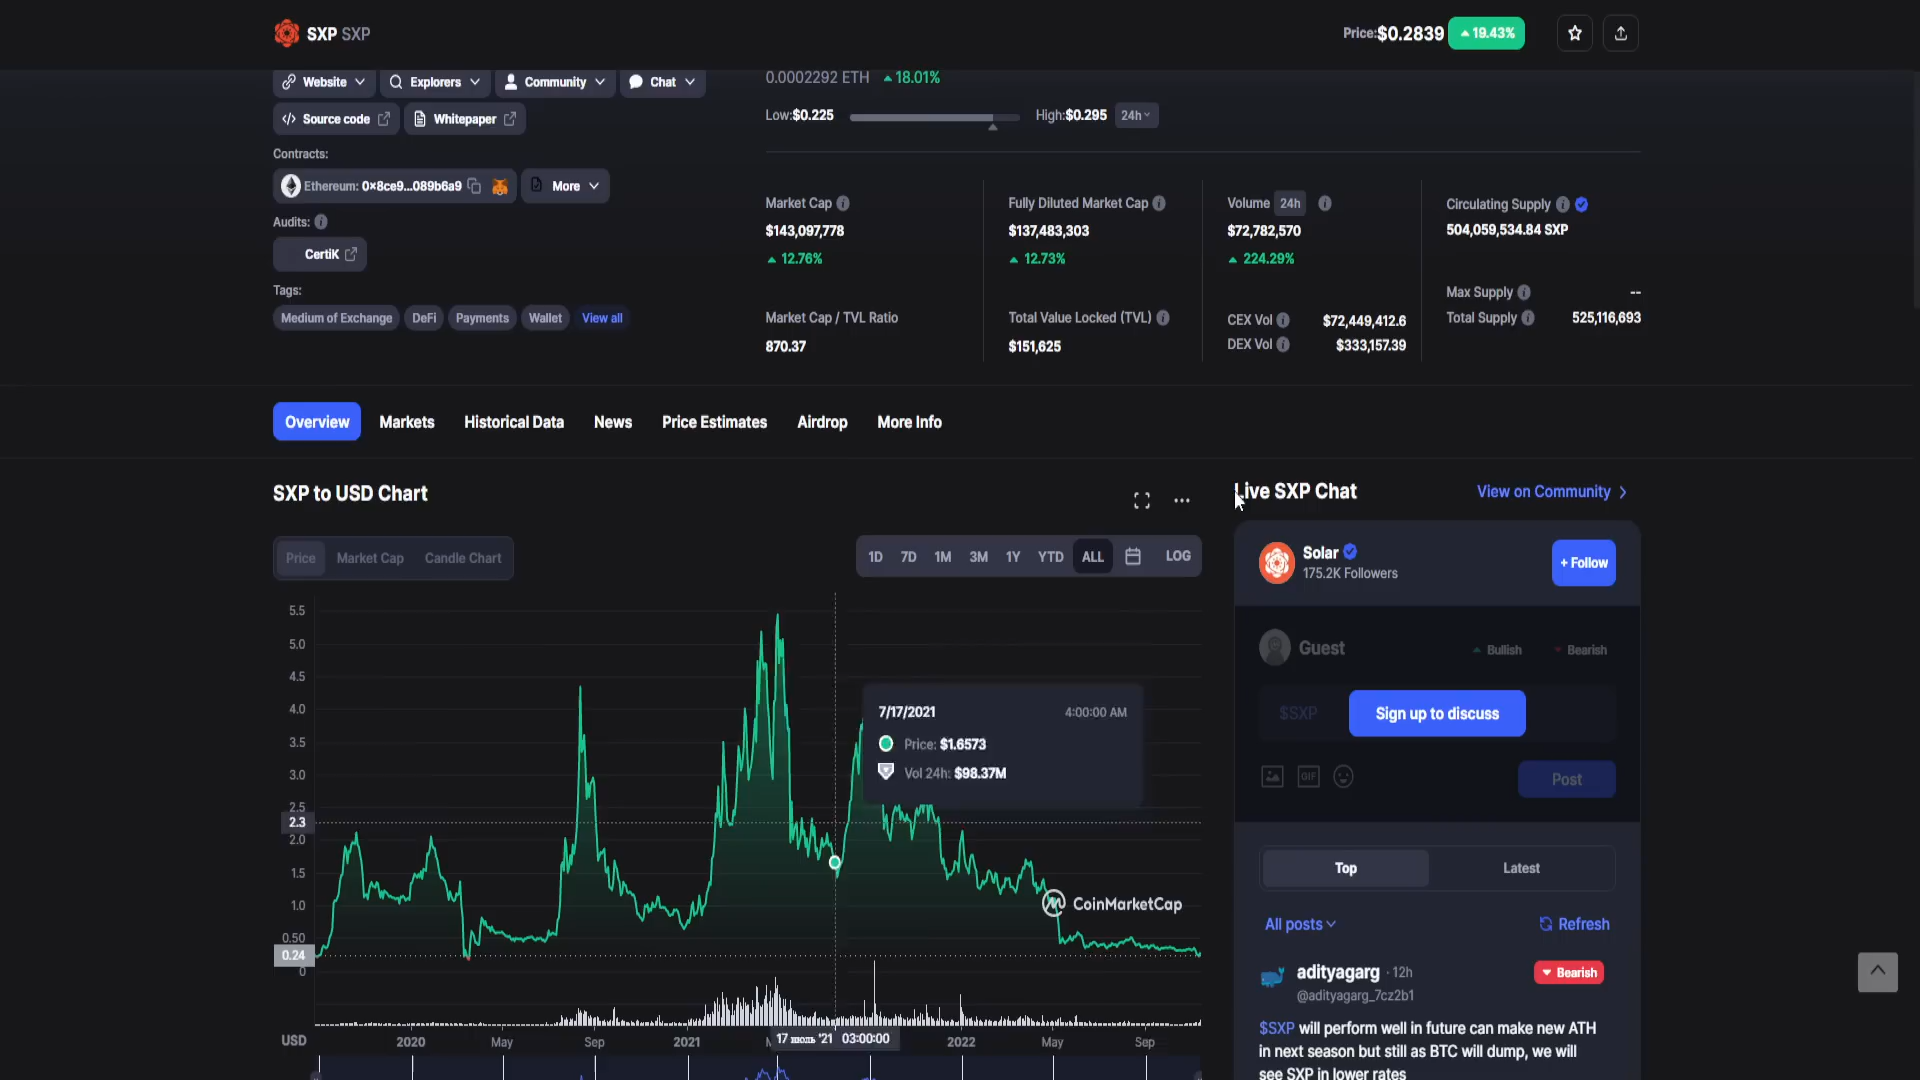 SXP SXP
Price:$0.2839 19.43%
Website Explorers Community Chat
0.0002292 ETH 18.01%
Low:$0.225 High:$0.295 24h
Source code Whitepaper
Contracts:
Ethereum: 0x8ce9...089b6a9 More
Audits:
CertiK
Tags:
Medium of Exchange DeFi Payments Wallet View all
Market Cap
$143,097,778
12.76%
Fully Diluted Market Cap
$137,483,303
12.73%
Volume 24h
$72,782,570
224.29%
Circulating Supply
504,059,534.84 SXP
Market Cap / TVL Ratio
870.37
Total Value Locked (TVL)
$151,625
CEX Vol $72,449,412.6
DEX Vol $333,157.39
Max Supply --
Total Supply 525,116,693
Overview Markets Historical Data News Price Estimates Airdrop More Info
SXP to USD Chart
Price Market Cap Candle Chart
1D 7D 1M 3M 1Y YTD ALL LOG
5.5
5.0
4.5
4.0
3.5
3.0
2.5
2.3
2.0
1.5
1.0
0.50
0.24
0
7/17/2021 4:00:00 AM
Price: $1.6573
Vol 24h: $98.37M
CoinMarketCap
USD 2020 May Sep 2021 M 17 июль '21 03:00:00 2022 May Sep
Live SXP Chat View on Community
Solar
175.2K Followers
+ Follow
Guest Bullish Bearish
$SXP Sign up to discuss
GIF
Post
Top Latest
All posts Refresh
adityagarg · 12h Bearish
@adityagarg_7cz2b1
$SXP will perform well in future can make new ATH
in next season but still as BTC will dump, we will
see SXP in lower rates